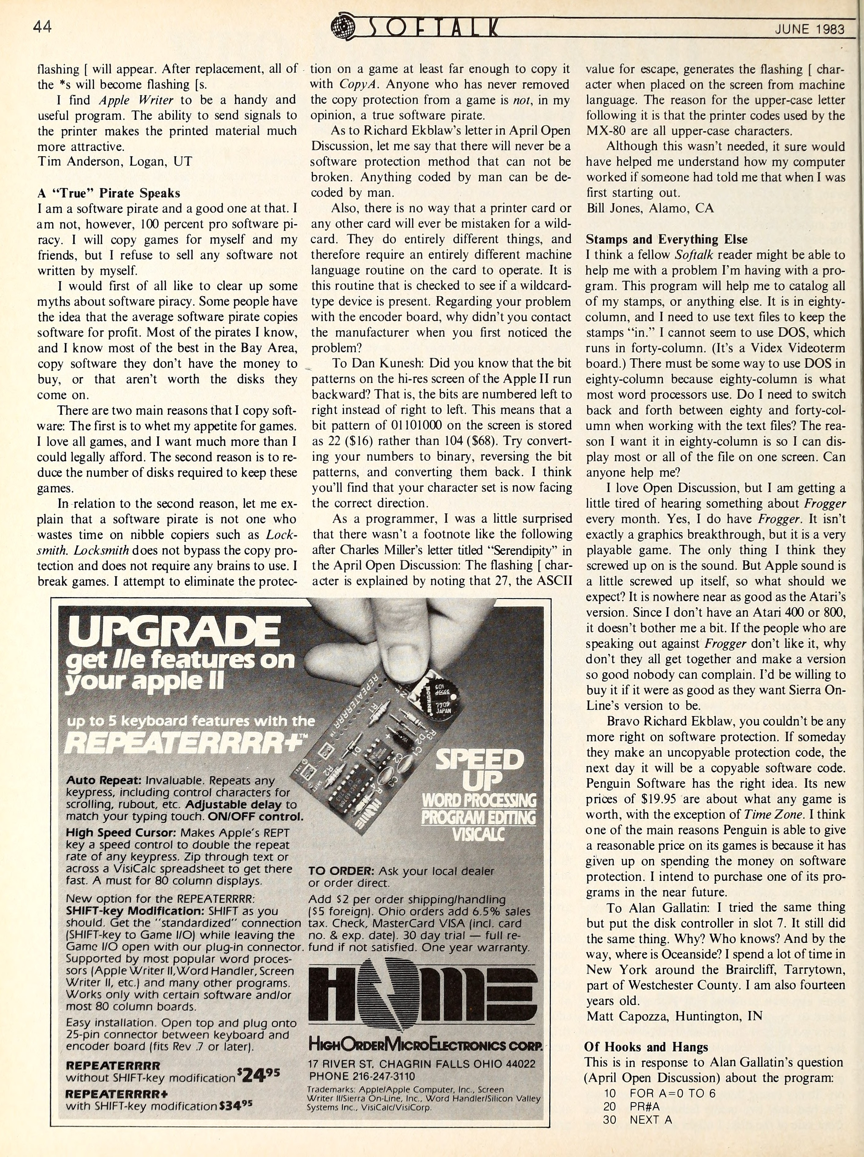 44
SOFTALK
JUNE 1983
flashing [ will appear. After replacement, all of
the *s will become flashing [s.
I find Apple Writer to be a handy and
useful program. The ability to send signals to
the printer makes the printed material much
more attractive.
Tim Anderson, Logan, UT
A "True" Pirate Speaks
I am a software pirate and a good one at that. I
am not, however, 100 percent pro software pi-
racy. I will copy games for myself and my
friends, but I refuse to sell any software not
written by myself.
I would first of all like to clear up some
myths about software piracy. Some people have
the idea that the average software pirate copies
software for profit. Most of the pirates I know,
and I know most of the best in the Bay Area,
copy software they don't have the money to
buy, or that aren't worth the disks they
come on.
There are two main reasons that I copy soft-
ware: The first is to whet my appetite for games.
I love all games, and I want much more than I
could legally afford. The second reason is to re-
duce the number of disks required to keep these
games.
In relation to the second reason, let me ex-
plain that a software pirate is not one who
wastes time on nibble copiers such as Lock-
smith. Locksmith does not bypass the copy pro-
tection and does not require any brains to use. I
break games. I attempt to eliminate the protec-
tion on a game at least far enough to copy it
with CopyA. Anyone who has never removed
the copy protection from a game is not, in my
opinion, a true software pirate.
As to Richard Ekblaw's letter in April Open
Discussion, let me say that there will never be a
software protection method that can not be
broken. Anything coded by man can be de-
coded by man.
Also, there is no way that a printer card or
any other card will ever be mistaken for a wild-
card. They do entirely different things, and
therefore require an entirely different machine
language routine on the card to operate. It is
this routine that is checked to see if a wildcard-
type device is present. Regarding your problem
with the encoder board, why didn't you contact
the manufacturer when you first noticed the
problem?
To Dan Kunesh: Did you know that the bit
patterns on the hi-res screen of the Apple II run
backward? That is, the bits are numbered left to
right instead of right to left. This means that a
bit pattern of 01101000 on the screen is stored
as 22 ($16) rather than 104 ($68). Try convert-
ing your numbers to binary, reversing the bit
patterns, and converting them back. I think
you'll find that your character set is now facing
the correct direction.
As a programmer, I was a little surprised
that there wasn't a footnote like the following
after Charles Miller's letter titled "Serendipity" in
the April Open Discussion: The flashing [ char-
acter is explained by noting that 27, the ASCII
value for escape, generates the flashing [ char-
acter when placed on the screen from machine
language. The reason for the upper-case letter
following it is that the printer codes used by the
MX-80 are all upper-case characters.
Although this wasn't needed, it sure would
have helped me understand how my computer
worked if someone had told me that when I was
first starting out.
Bill Jones, Alamo, CA
Stamps and Everything Else
I think a fellow Softalk reader might be able to
help me with a problem I'm having with a pro-
gram. This program will help me to catalog all
of my stamps, or anything else. It is in eighty-
column, and I need to use text files to keep the
stamps "in." I cannot seem to use DOS, which
runs in forty-column. (It's a Videx Videoterm
board.) There must be some way to use DOS in
eighty-column because eighty-column is what
most word processors use. Do I need to switch
back and forth between eighty and forty-col-
umn when working with the text files? The rea-
son I want it in eighty-column is so I can dis-
play most or all of the file on one screen. Can
anyone help me?
I love Open Discussion, but I am getting a
little tired of hearing something about Frogger
every month. Yes, I do have Frogger. It isn't
exactly a graphics breakthrough, but it is a very
playable game. The only thing I think they
screwed up on is the sound. But Apple sound is
a little screwed up itself, so what should we
expect? It is nowhere near as good as the Atari's
version. Since I don't have an Atari 400 or 800,
it doesn't bother me a bit. If the people who are
speaking out against Frogger don't like it, why
don't they all get together and make a version
so good nobody can complain. I'd be willing to
buy it if it were as good as they want Sierra On-
Line's version to be.
Bravo Richard Ekblaw, you couldn't be any
more right on software protection. If someday
they make an uncopyable protection code, the
next day it will be a copyable software code.
Penguin Software has the right idea. Its new
prices of $19.95 are about what any game is
worth, with the exception of Time Zone. I think
one of the main reasons Penguin is able to give
a reasonable price on its games is because it has
given up on spending the money on software
protection. I intend to purchase one of its pro-
grams in the near future.
To Alan Gallatin: I tried the same thing
but put the disk controller in slot 7. It still did
the same thing. Why? Who knows? And by the
way, where is Oceanside? I spend a lot of time in
New York around the Braircliff, Tarrytown,
part of Westchester County. I am also fourteen
years old.
Matt Capozza, Huntington, IN
Of Hooks and Hangs
This is in response to Alan Gallatin's question
(April Open Discussion) about the program:
10 FOR A=0 TO 6
20 PR#A
30 NEXT A
UPGRADE
get IIe features on
your apple II
up to 5 keyboard features with the
REPEATERRRR+™
Auto Repeat: Invaluable. Repeats any
keypress, including control characters for
scrolling, rubout, etc. Adjustable delay to
match your typing touch. ON/OFF control.
High Speed Cursor: Makes Apple's REPT
key a speed control to double the repeat
rate of any keypress. Zip through text or
across a VisiCalc spreadsheet to get there
fast. A must for 80 column displays.
New option for the REPEATERRRR:
SHIFT-key Modification: SHIFT as you
should. Get the "standardized" connection
(SHIFT-key to Game I/O) while leaving the
Game I/O open with our plug-in connector.
Supported by most popular word proces-
sors (Apple Writer II, Word Handler, Screen
Writer II, etc.) and many other programs.
Works only with certain software and/or
most 80 column boards.
Easy installation. Open top and plug onto
25-pin connector between keyboard and
encoder board (fits Rev .7 or later).
REPEATERRRR
without SHIFT-key modification $24⁹⁵
REPEATERRRR+
with SHIFT-key modification $34⁹⁵
REPEATERRRR
SPEED
UP
WORD PROCESSING
PROGRAM EDITING
VISICALC
TO ORDER: Ask your local dealer
or order direct.
Add $2 per order shipping/handling
($5 foreign). Ohio orders add 6.5% sales
tax. Check, MasterCard VISA (incl. card
no. & exp. date). 30 day trial — full re-
fund if not satisfied. One year warranty.
HOME
HIGHORDERMICROELECTRONICS CORP.
17 RIVER ST. CHAGRIN FALLS OHIO 44022
PHONE 216-247-3110
Trademarks: Apple/Apple Computer, Inc., Screen
Writer II/Sierra On-Line, Inc., Word Handler/Silicon Valley
Systems Inc., VisiCalc/VisiCorp.